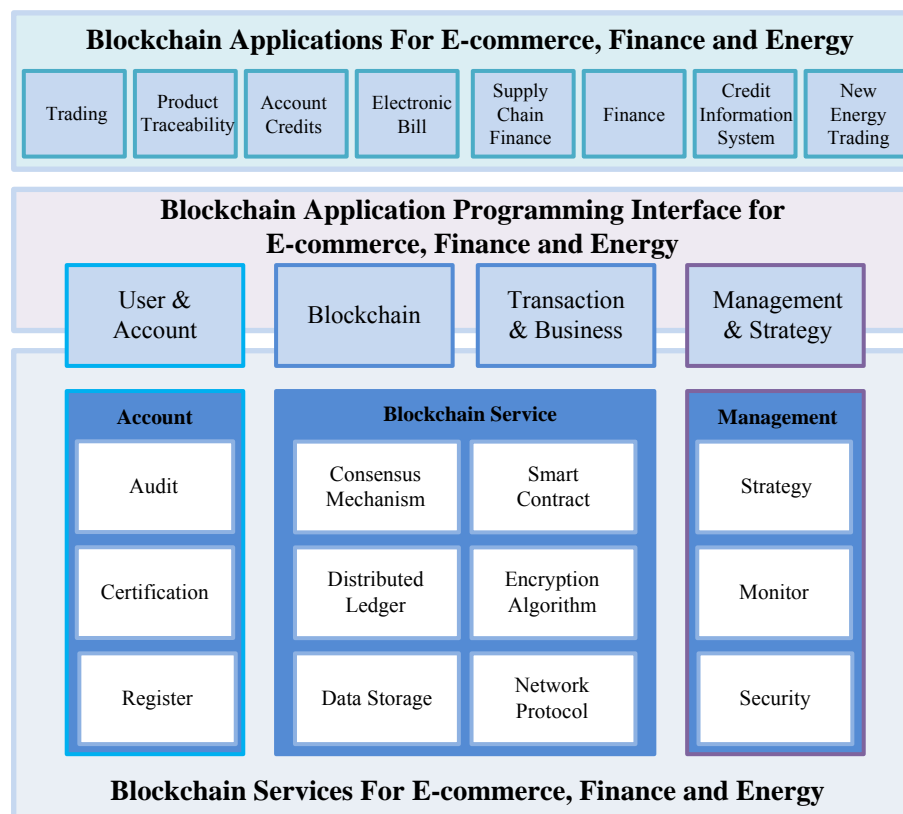 Blockchain Applications For E-commerce, Finance and Energy
Trading
Product
Traceability
Account
Credits
Electronic
Bill
Supply
Chain
Finance
Finance
Credit
Information
System
New
Energy
Trading
Blockchain Application Programming Interface for
E-commerce, Finance and Energy
User &
Account
Blockchain
Transaction
& Business
Management
& Strategy
Account
Audit
Certification
Register
Blockchain Service
Consensus
Mechanism
Smart
Contract
Distributed
Ledger
Encryption
Algorithm
Data Storage
Network
Protocol
Management
Strategy
Monitor
Security
Blockchain Services For E-commerce, Finance and Energy